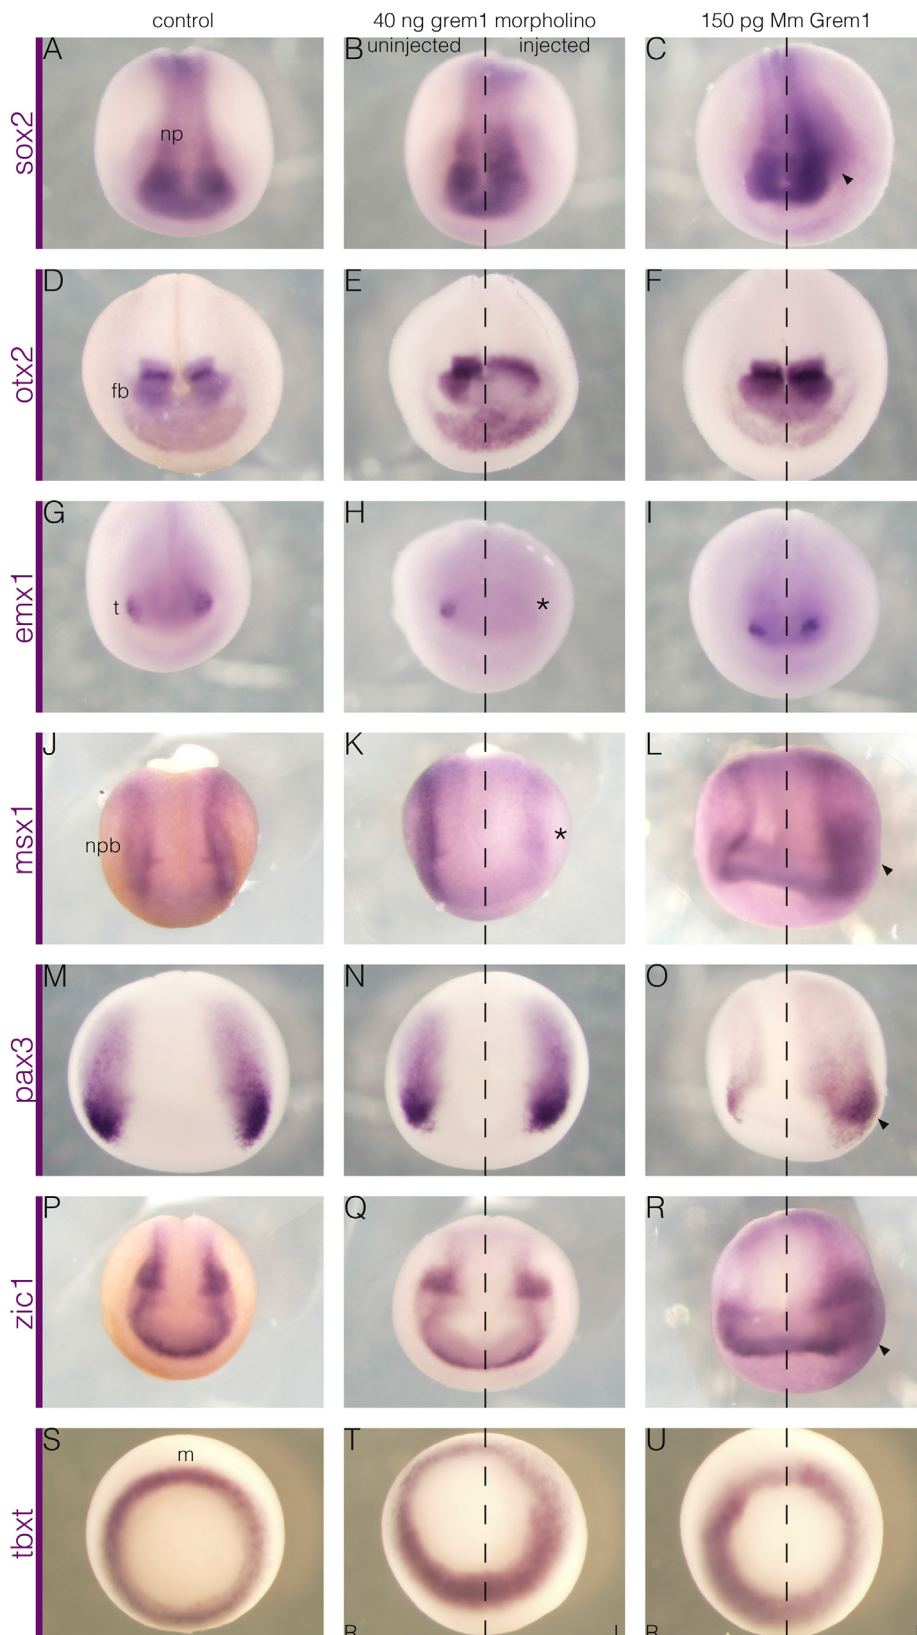 control
40 ng grem1 morpholino
150 pg Mm Grem1
uninjected
injected
sox2
A
np
B
C
otx2
D
fb
E
F
emx1
G
t
H
*
I
msx1
J
npb
K
*
L
pax3
M
N
O
zic1
P
Q
R
tbxt
S
m
T
U